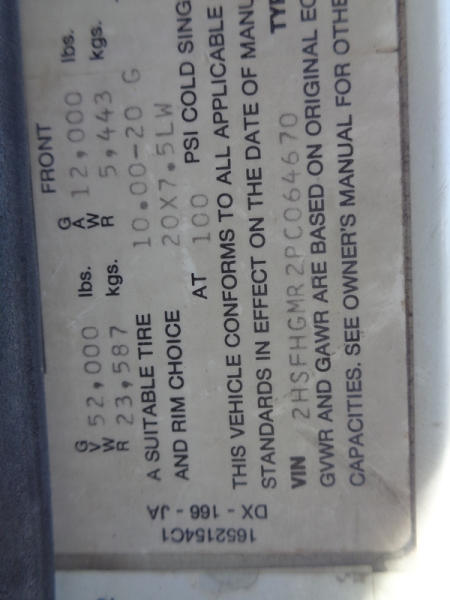 FRONT
GVWR 52,000 lbs. GAWR 12,000 lbs.
23,587 kgs. 5,443 kgs.
A SUITABLE TIRE 10.00-20 G
AND RIM CHOICE 20X7.5LW
AT 100 PSI COLD SING
THIS VEHICLE CONFORMS TO ALL APPLICABLE
STANDARDS IN EFFECT ON THE DATE OF MANU
VIN 2HSFHGMR2PC064670 TYP
GVWR AND GAWR ARE BASED ON ORIGINAL EQ
CAPACITIES. SEE OWNER'S MANUAL FOR OTHE
DX - 166 - JA
1652154C1